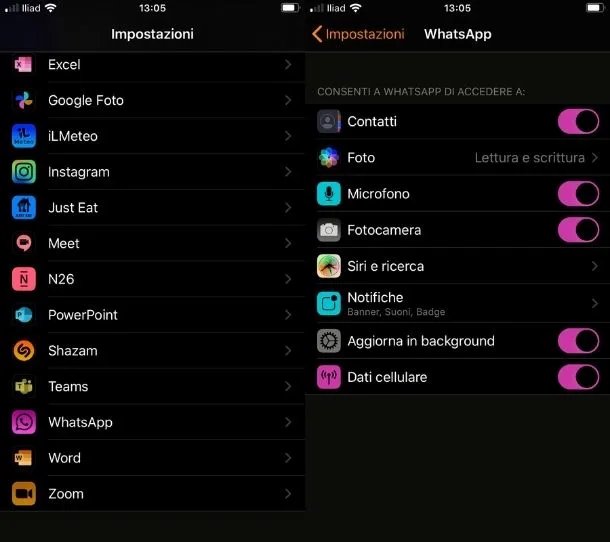 Iliad 13:05
Impostazioni
Excel
Google Foto
iL
Meteo
iLMeteo
Instagram
Just Eat
Meet
N
N26
PowerPoint
Shazam
Teams
WhatsApp
W
Word
Zoom
Iliad 13:05
Impostazioni WhatsApp
CONSENTI A WHATSAPP DI ACCEDERE A:
Contatti
Foto Lettura e scrittura
Microfono
Fotocamera
Siri e ricerca
Notifiche
Banner, Suoni, Badge
Aggiorna in background
Dati cellulare